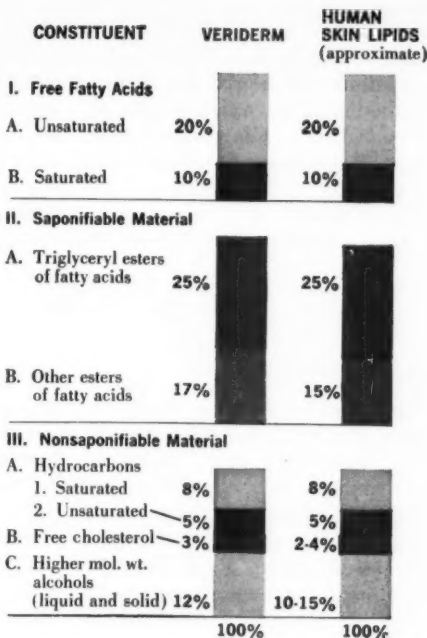 CONSTITUENT VERIDERM HUMAN
SKIN LIPIDS
(approximate)
I. Free Fatty Acids
A. Unsaturated 20% 20%
B. Saturated 10% 10%
II. Saponifiable Material
A. Triglyceryl esters
of fatty acids 25% 25%
B. Other esters
of fatty acids 17% 15%
III. Nonsaponifiable Material
A. Hydrocarbons
1. Saturated 8% 8%
2. Unsaturated 5% 5%
B. Free cholesterol 3% 2-4%
C. Higher mol. wt.
alcohols
(liquid and solid) 12% 10-15%
100% 100%